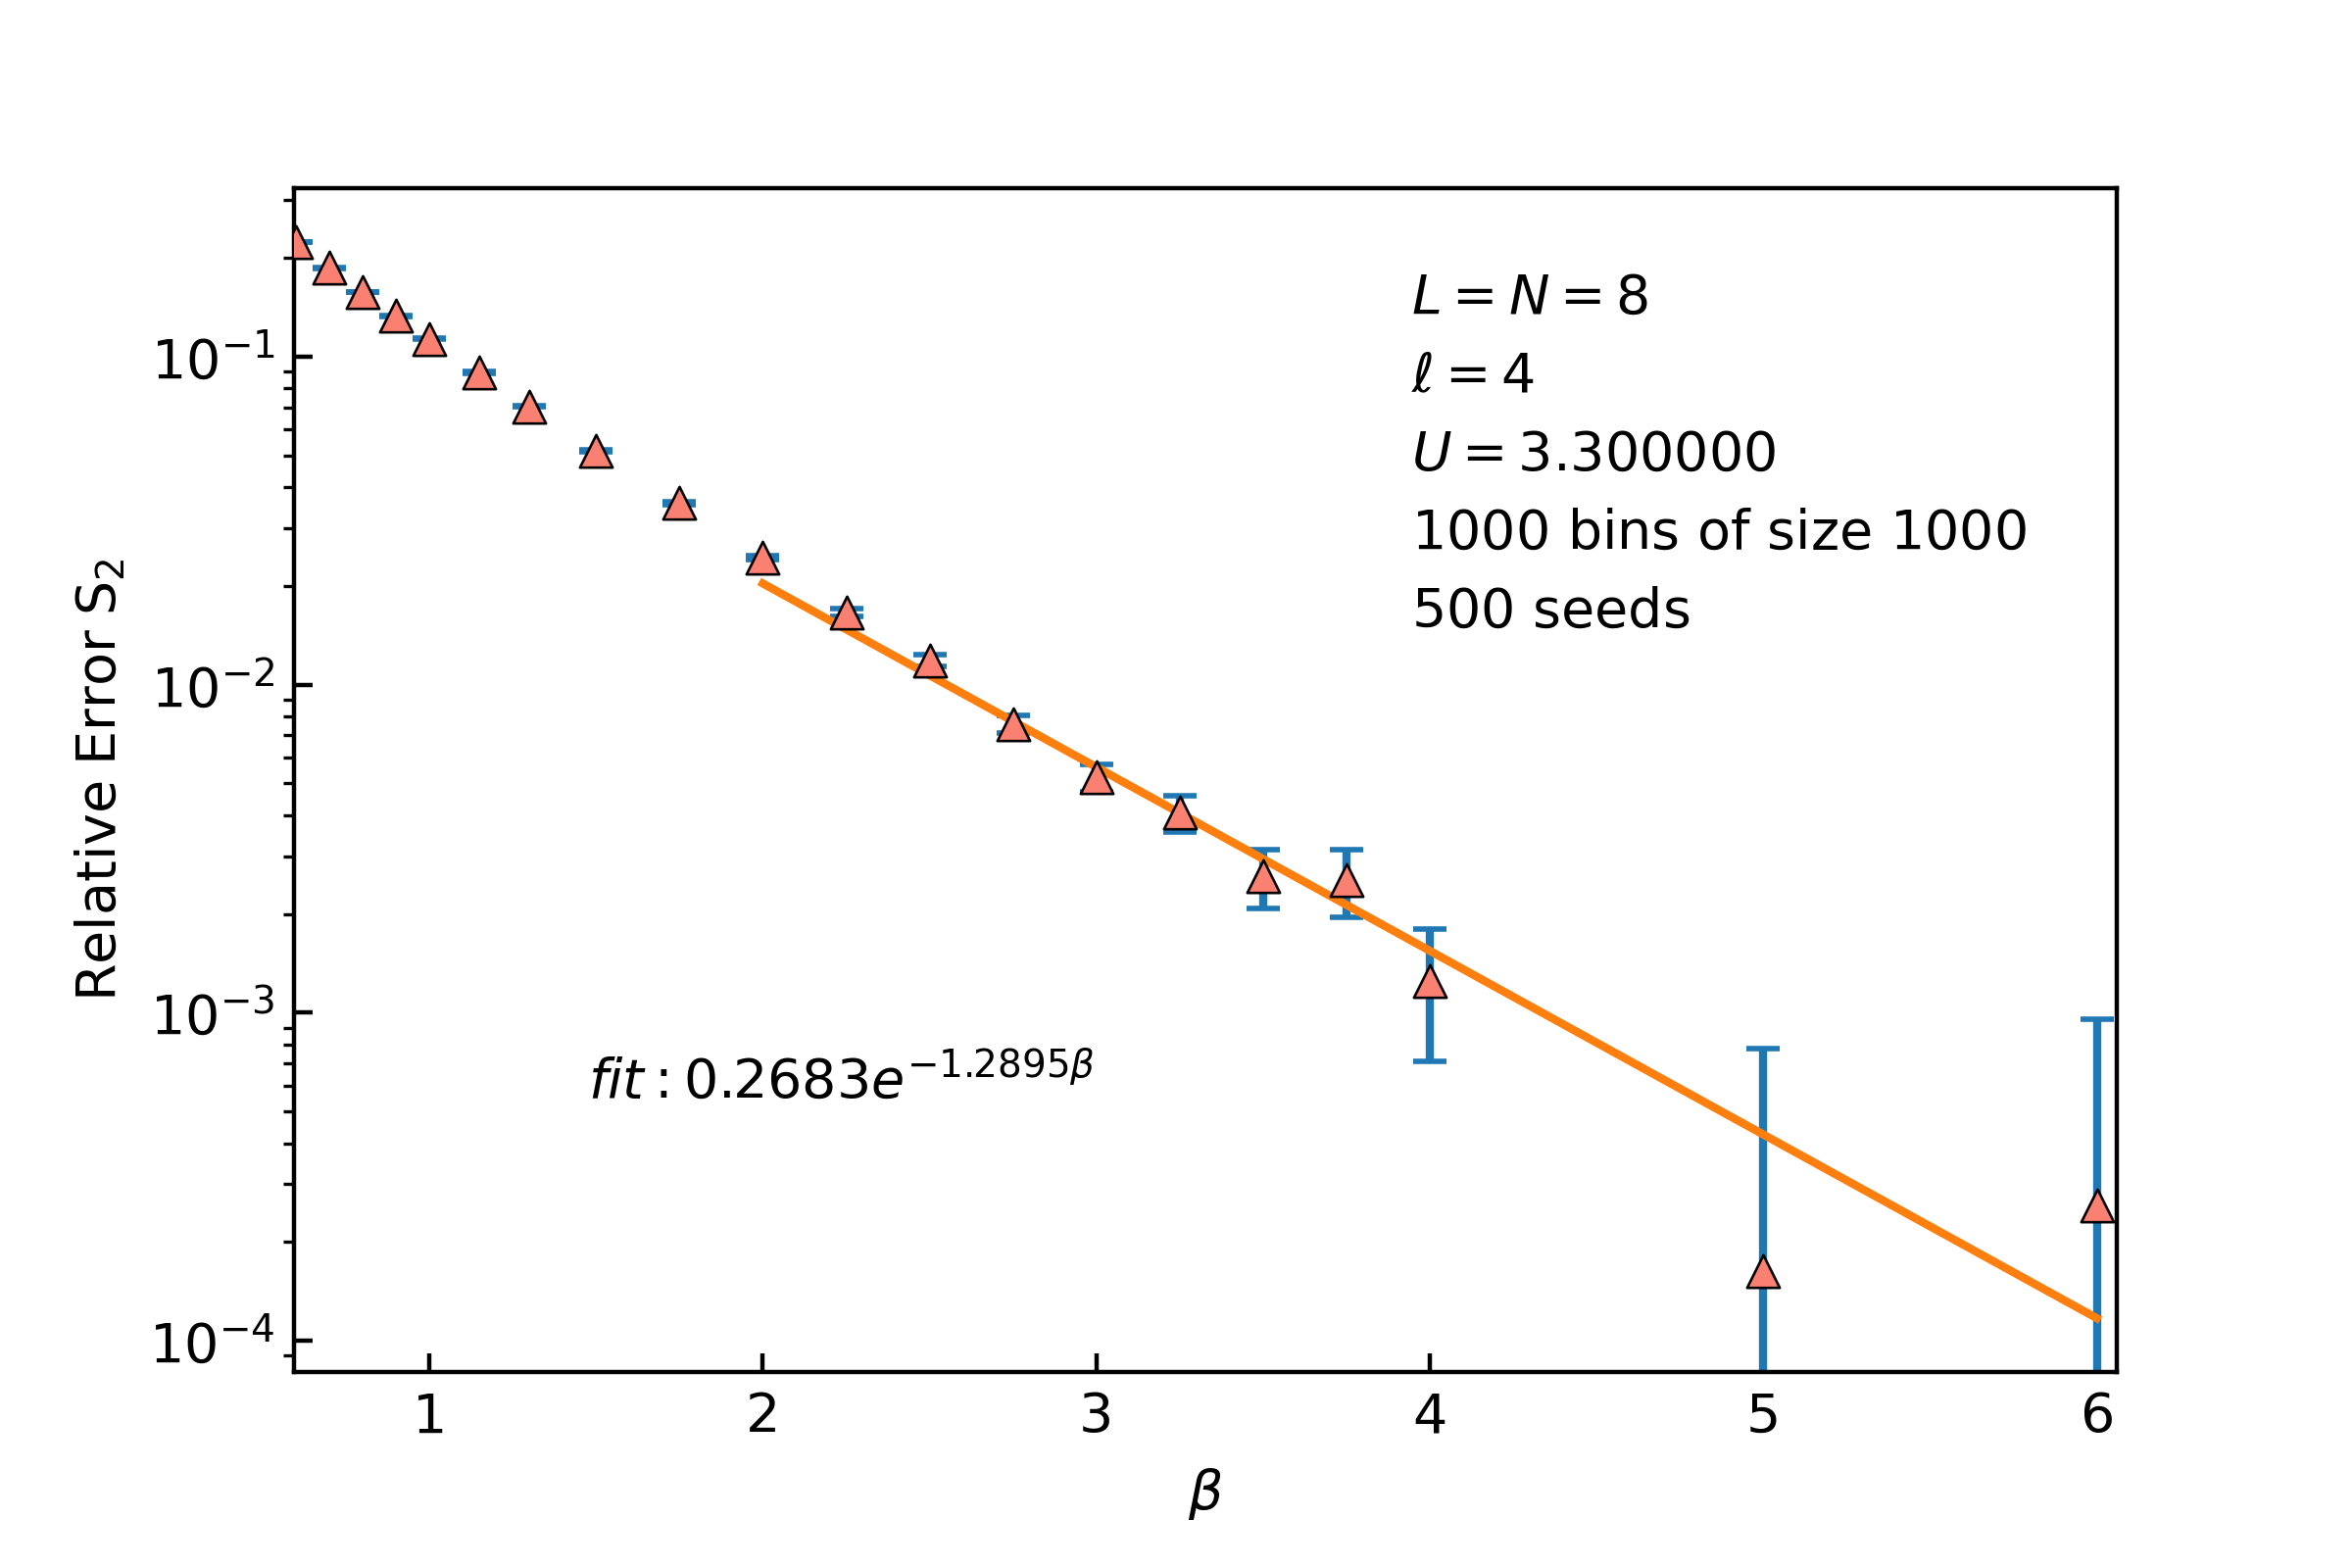 L = N = 8
ℓ = 4
U = 3.300000
1000 bins of size 1000
500 seeds
fit : 0.2683e^{−1.2895β}
Relative Error S₂
10⁻¹
10⁻²
10⁻³
10⁻⁴
1 2 3 4 5 6
β